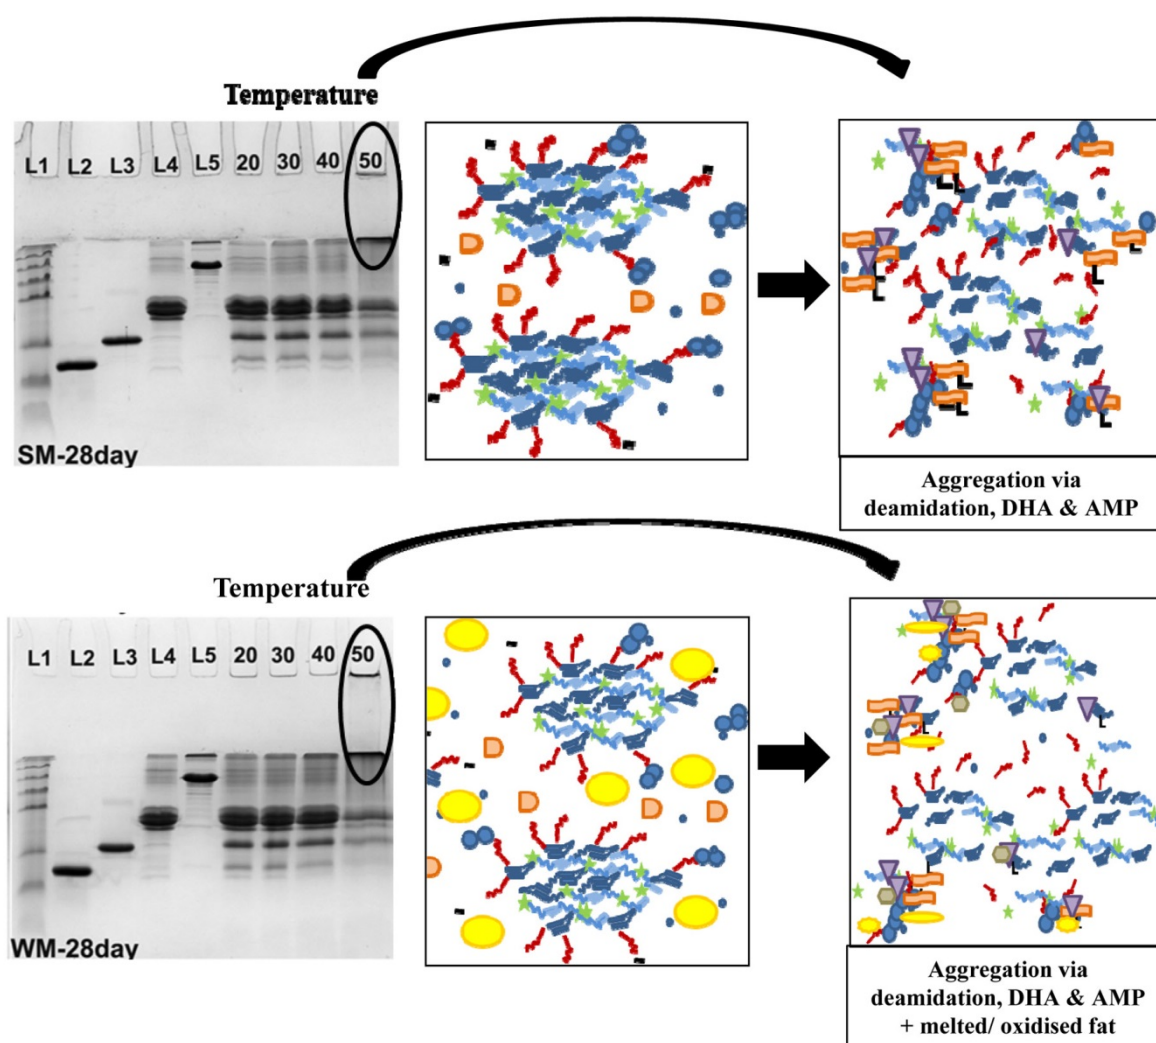 Temperature
L1 L2 L3 L4 L5 20 30 40 50
SM-28day
Aggregation via
deamidation, DHA & AMP
Temperature
L1 L2 L3 L4 L5 20 30 40 50
WM-28day
Aggregation via
deamidation, DHA & AMP
+ melted/ oxidised fat